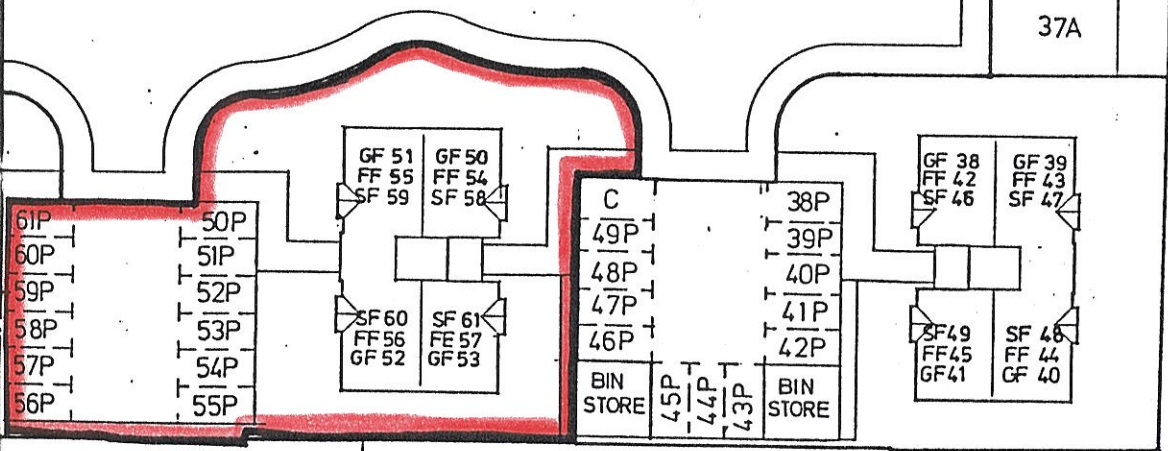 37A
GF 51
FF 55
SF 59
GF 50
FF 54
SF 58
SF 60
FF 56
GF 52
SF 61
FE 57
GF 53
61P
60P
59P
58P
57P
56P
50P
51P
52P
53P
54P
55P
C
49P
48P
47P
46P
BIN
STORE
45P
44P
43P
38P
39P
40P
41P
42P
BIN
STORE
GF 38
FF 42
SF 46
GF 39
FF 43
SF 47
SF49
FF45
GF41
SF 48
FF 44
GF 40